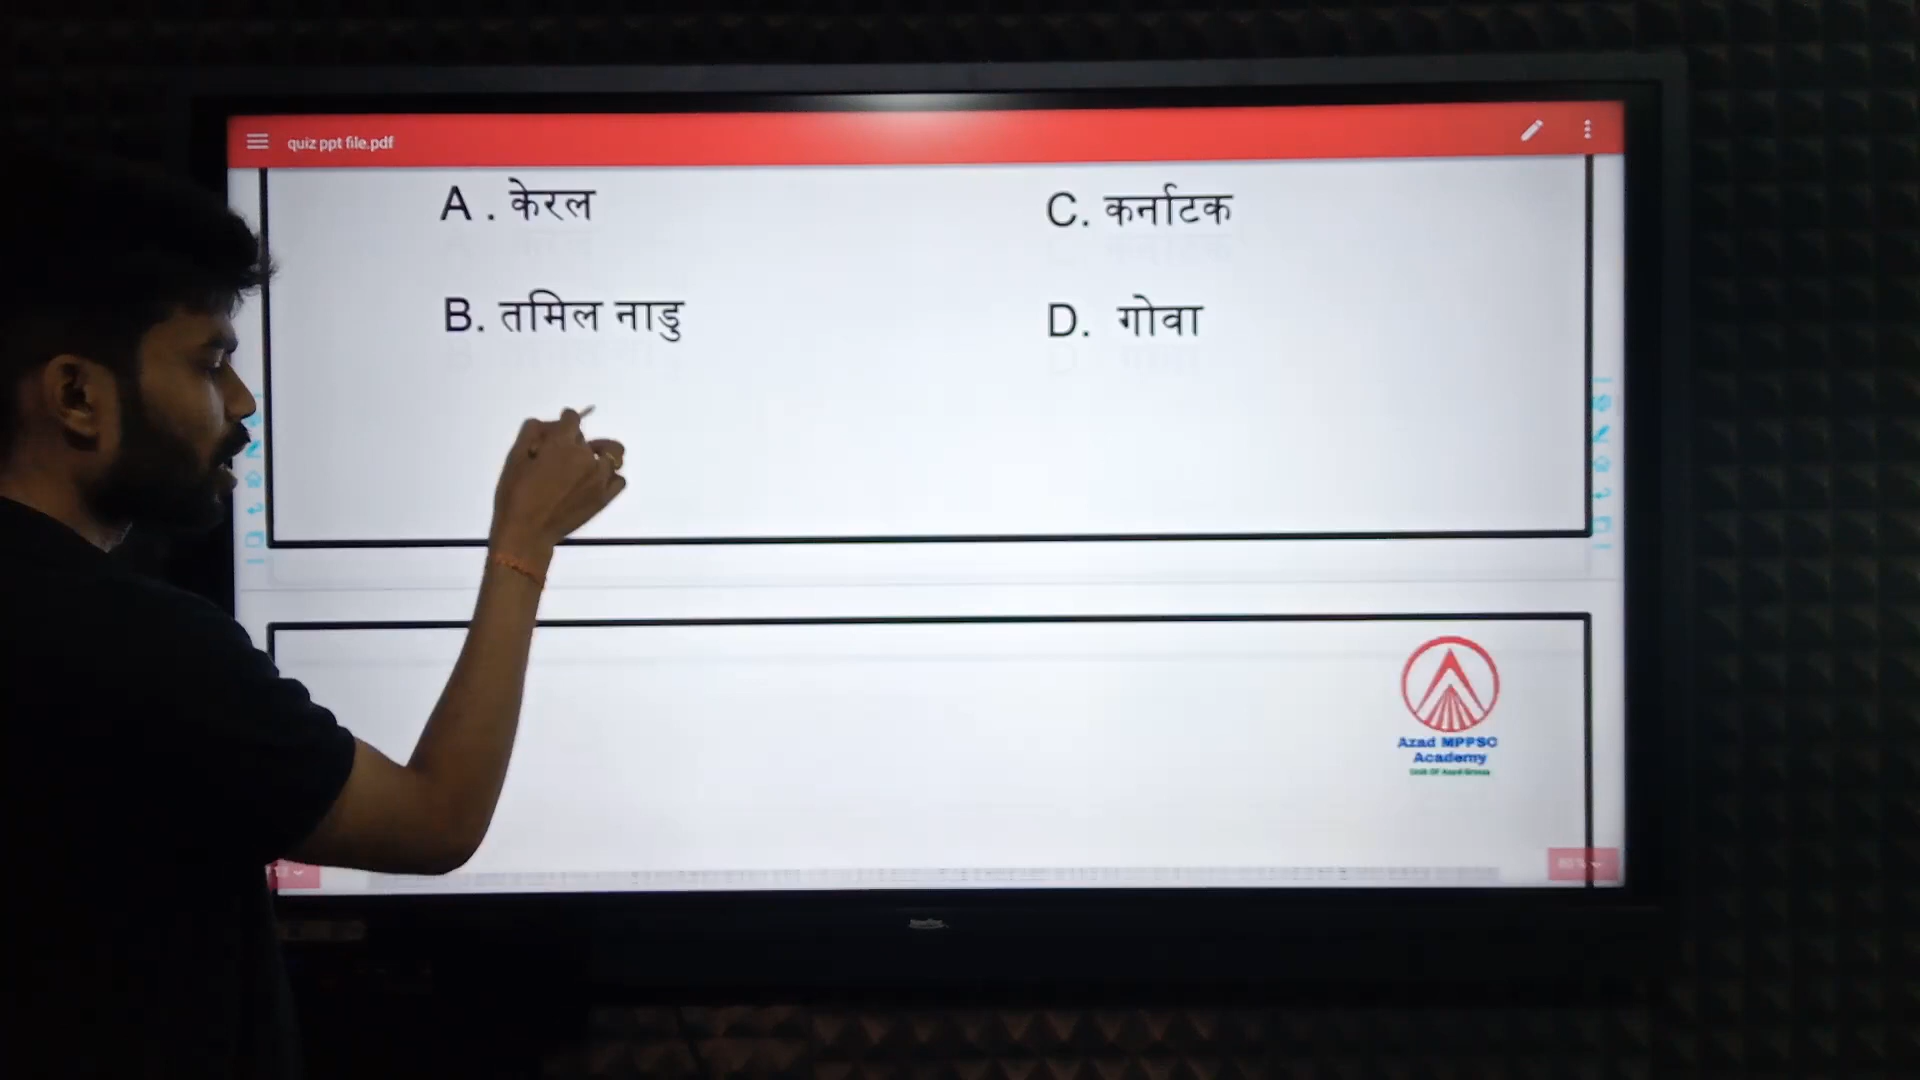 quiz ppt file.pdf
A . केरल
C. कर्नाटक
B. तमिल नाडु
D. गोवा
Azad MPPSC
Academy